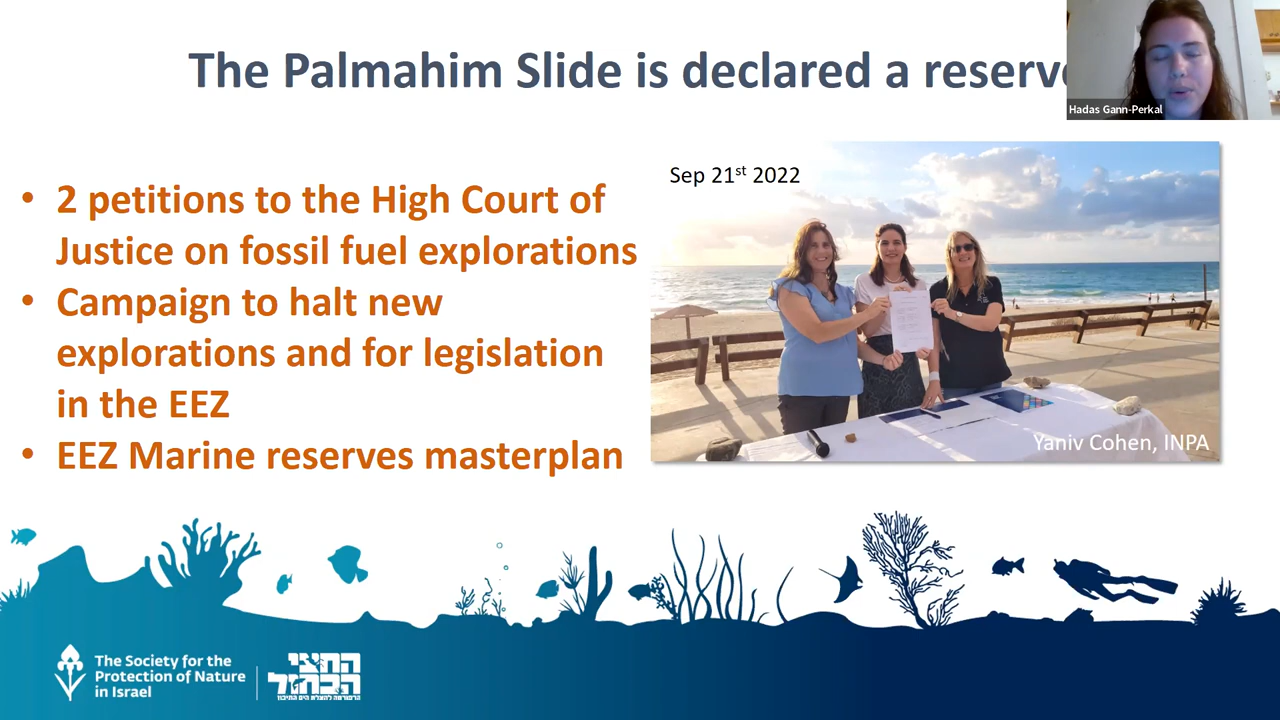 The Palmahim Slide is declared a reserve
Hadas Gann-Perkal
• 2 petitions to the High Court of
Justice on fossil fuel explorations
• Campaign to halt new
explorations and for legislation
in the EEZ
• EEZ Marine reserves masterplan
Sep 21st 2022
Yaniv Cohen, INPA
The Society for the
Protection of Nature
in Israel
החצי
הכחול